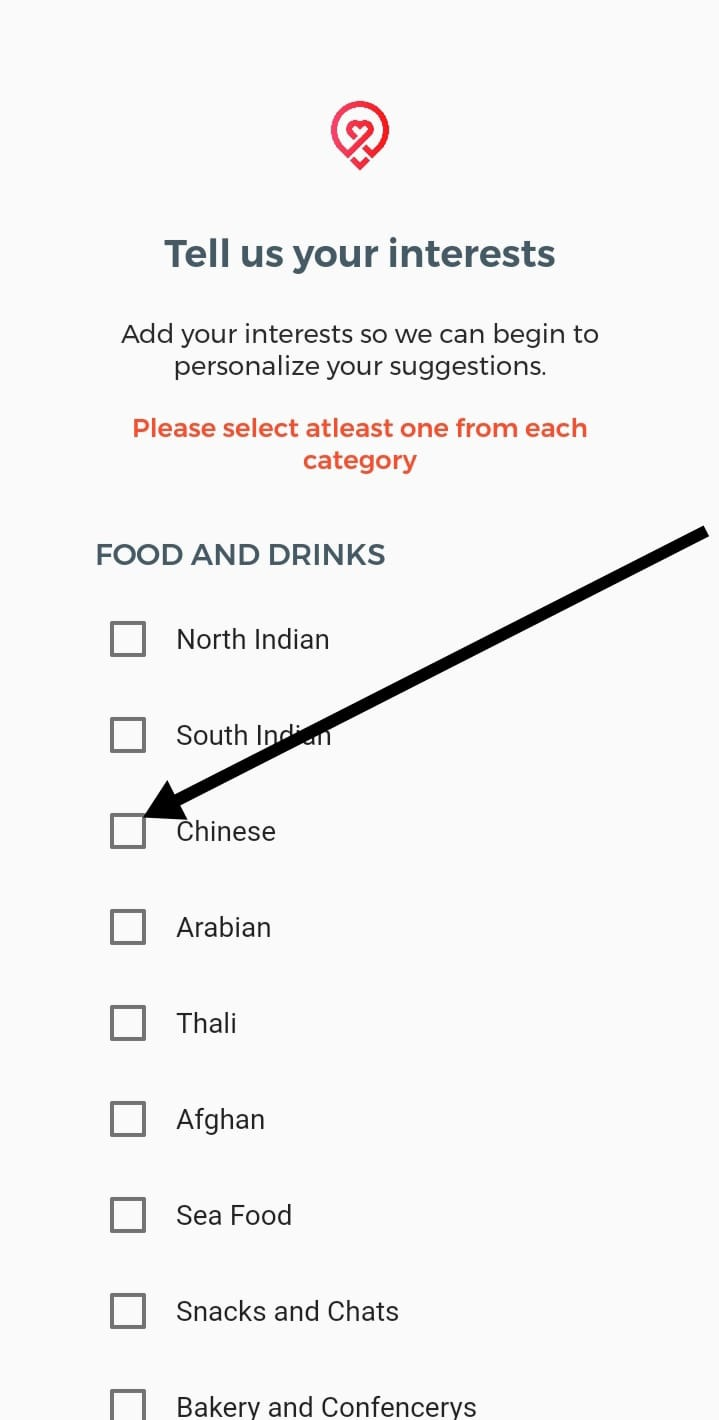 Tell us your interests
Add your interests so we can begin to
personalize your suggestions.
Please select atleast one from each
category
FOOD AND DRINKS
North Indian
South Indian
Chinese
Arabian
Thali
Afghan
Sea Food
Snacks and Chats
Bakery and Confencerys